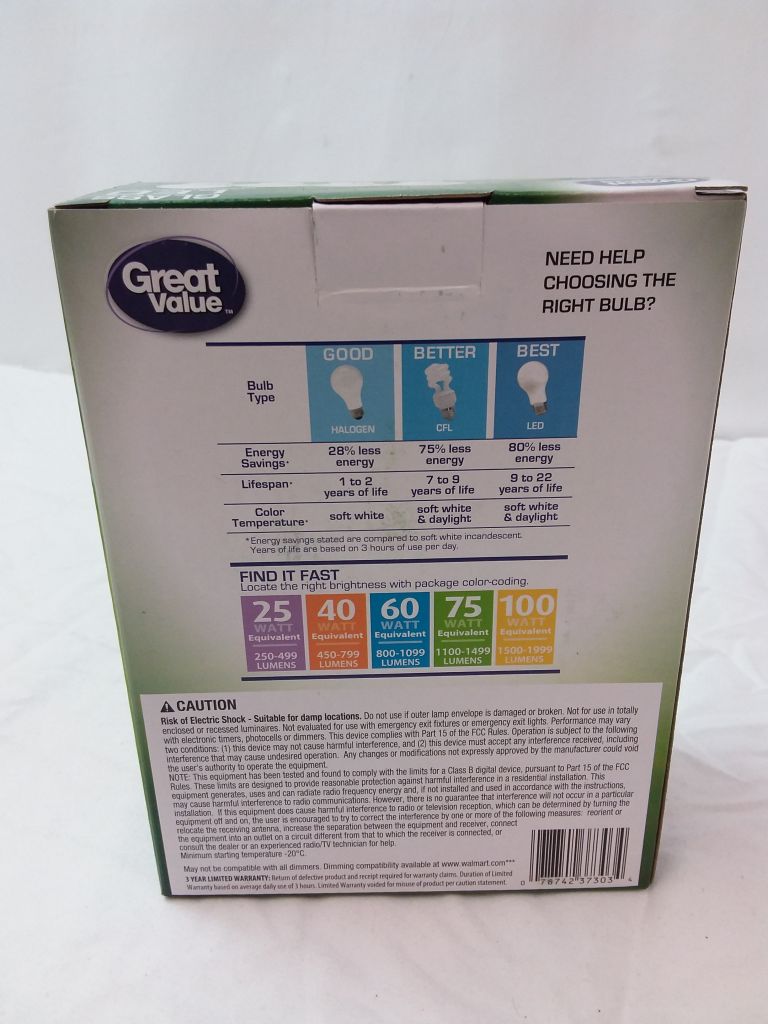 Great
Value™
NEED HELP
CHOOSING THE
RIGHT BULB?
GOOD BETTER BEST
Bulb
Type
HALOGEN CFL LED
Energy
Savings*
28% less
energy
75% less
energy
80% less
energy
Lifespan*
1 to 2
years of life
7 to 9
years of life
9 to 22
years of life
Color
Temperature*
soft white
soft white
& daylight
soft white
& daylight
*Energy savings stated are compared to soft white incandescent.
Years of life are based on 3 hours of use per day.
FIND IT FAST
Locate the right brightness with package color-coding.
25
WATT
Equivalent
250-499
LUMENS
40
WATT
Equivalent
450-799
LUMENS
60
WATT
Equivalent
800-1099
LUMENS
75
WATT
Equivalent
1100-1499
LUMENS
100
WATT
Equivalent
1500-1999
LUMENS
CAUTION
Risk of Electric Shock - Suitable for damp locations. Do not use if outer lamp envelope is damaged or broken. Not for use in totally
enclosed or recessed luminaires. Not evaluated for use with emergency exit fixtures or emergency exit lights. Performance may vary
with electronic timers, photocells or dimmers. This device complies with Part 15 of the FCC Rules. Operation is subject to the following
two conditions: (1) this device may not cause harmful interference, and (2) this device must accept any interference received, including
interference that may cause undesired operation. Any changes or modifications not expressly approved by the manufacturer could void
the user's authority to operate the equipment.
NOTE: This equipment has been tested and found to comply with the limits for a Class B digital device, pursuant to Part 15 of the FCC
Rules. These limits are designed to provide reasonable protection against harmful interference in a residential installation. This
equipment generates, uses and can radiate radio frequency energy and, if not installed and used in accordance with the instructions,
may cause harmful interference to radio communications. However, there is no guarantee that interference will not occur in a particular
installation. If this equipment does cause harmful interference to radio or television reception, which can be determined by turning the
equipment off and on, the user is encouraged to try to correct the interference by one or more of the following measures: reorient or
relocate the receiving antenna, increase the separation between the equipment and receiver, connect
the equipment into an outlet on a circuit different from that to which the receiver is connected, or
consult the dealer or an experienced radio/TV technician for help.
Minimum starting temperature -20°C.
May not be compatible with all dimmers. Dimming compatibility available at www.walmart.com***
3 YEAR LIMITED WARRANTY: Return of defective product and receipt required for warranty claims. Duration of Limited
Warranty based on average daily use of 3 hours. Limited Warranty voided for misuse of product per caution statement.
0 78742 37303 4